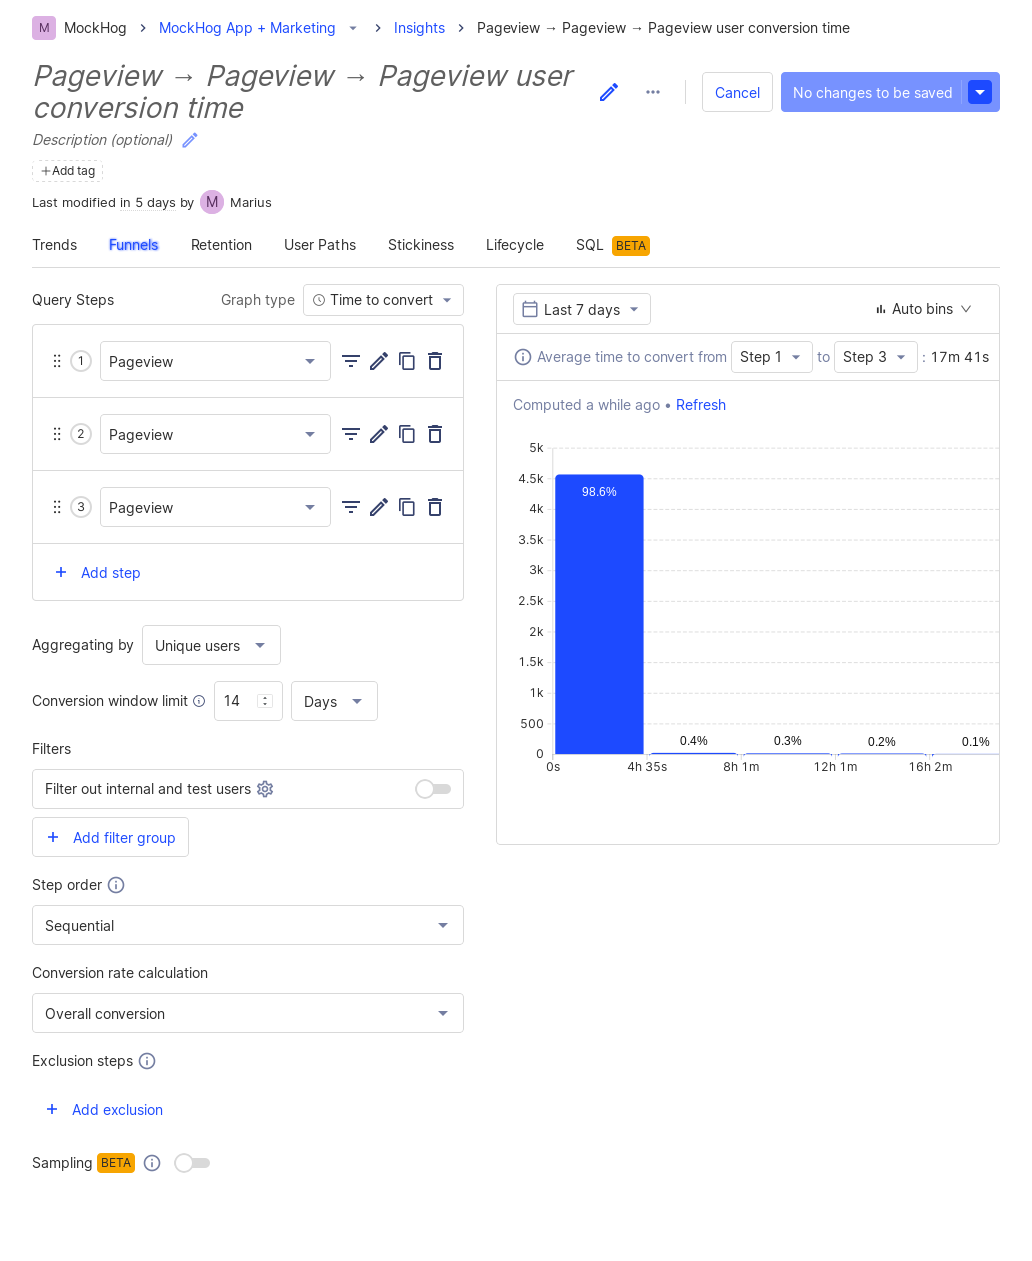 M MockHog > MockHog App + Marketing > Insights > Pageview → Pageview → Pageview user conversion time
Pageview → Pageview → Pageview user
conversion time
Cancel
No changes to be saved
Description (optional)
+Add tag
Last modified in 5 days by M Marius
Trends Funnels Retention User Paths Stickiness Lifecycle SQL BETA
Query Steps
Graph type Time to convert
1 Pageview
2 Pageview
3 Pageview
+ Add step
Aggregating by Unique users
Conversion window limit 14 Days
Filters
Filter out internal and test users
+ Add filter group
Step order
Sequential
Conversion rate calculation
Overall conversion
Exclusion steps
+ Add exclusion
Sampling BETA
Last 7 days
Auto bins
Average time to convert from Step 1 to Step 3 : 17m 41s
Computed a while ago • Refresh
5k
4.5k
98.6%
4k
3.5k
3k
2.5k
2k
1.5k
1k
500
0.4% 0.3% 0.2% 0.1%
0
0s 4h 35s 8h 1m 12h 1m 16h 2m